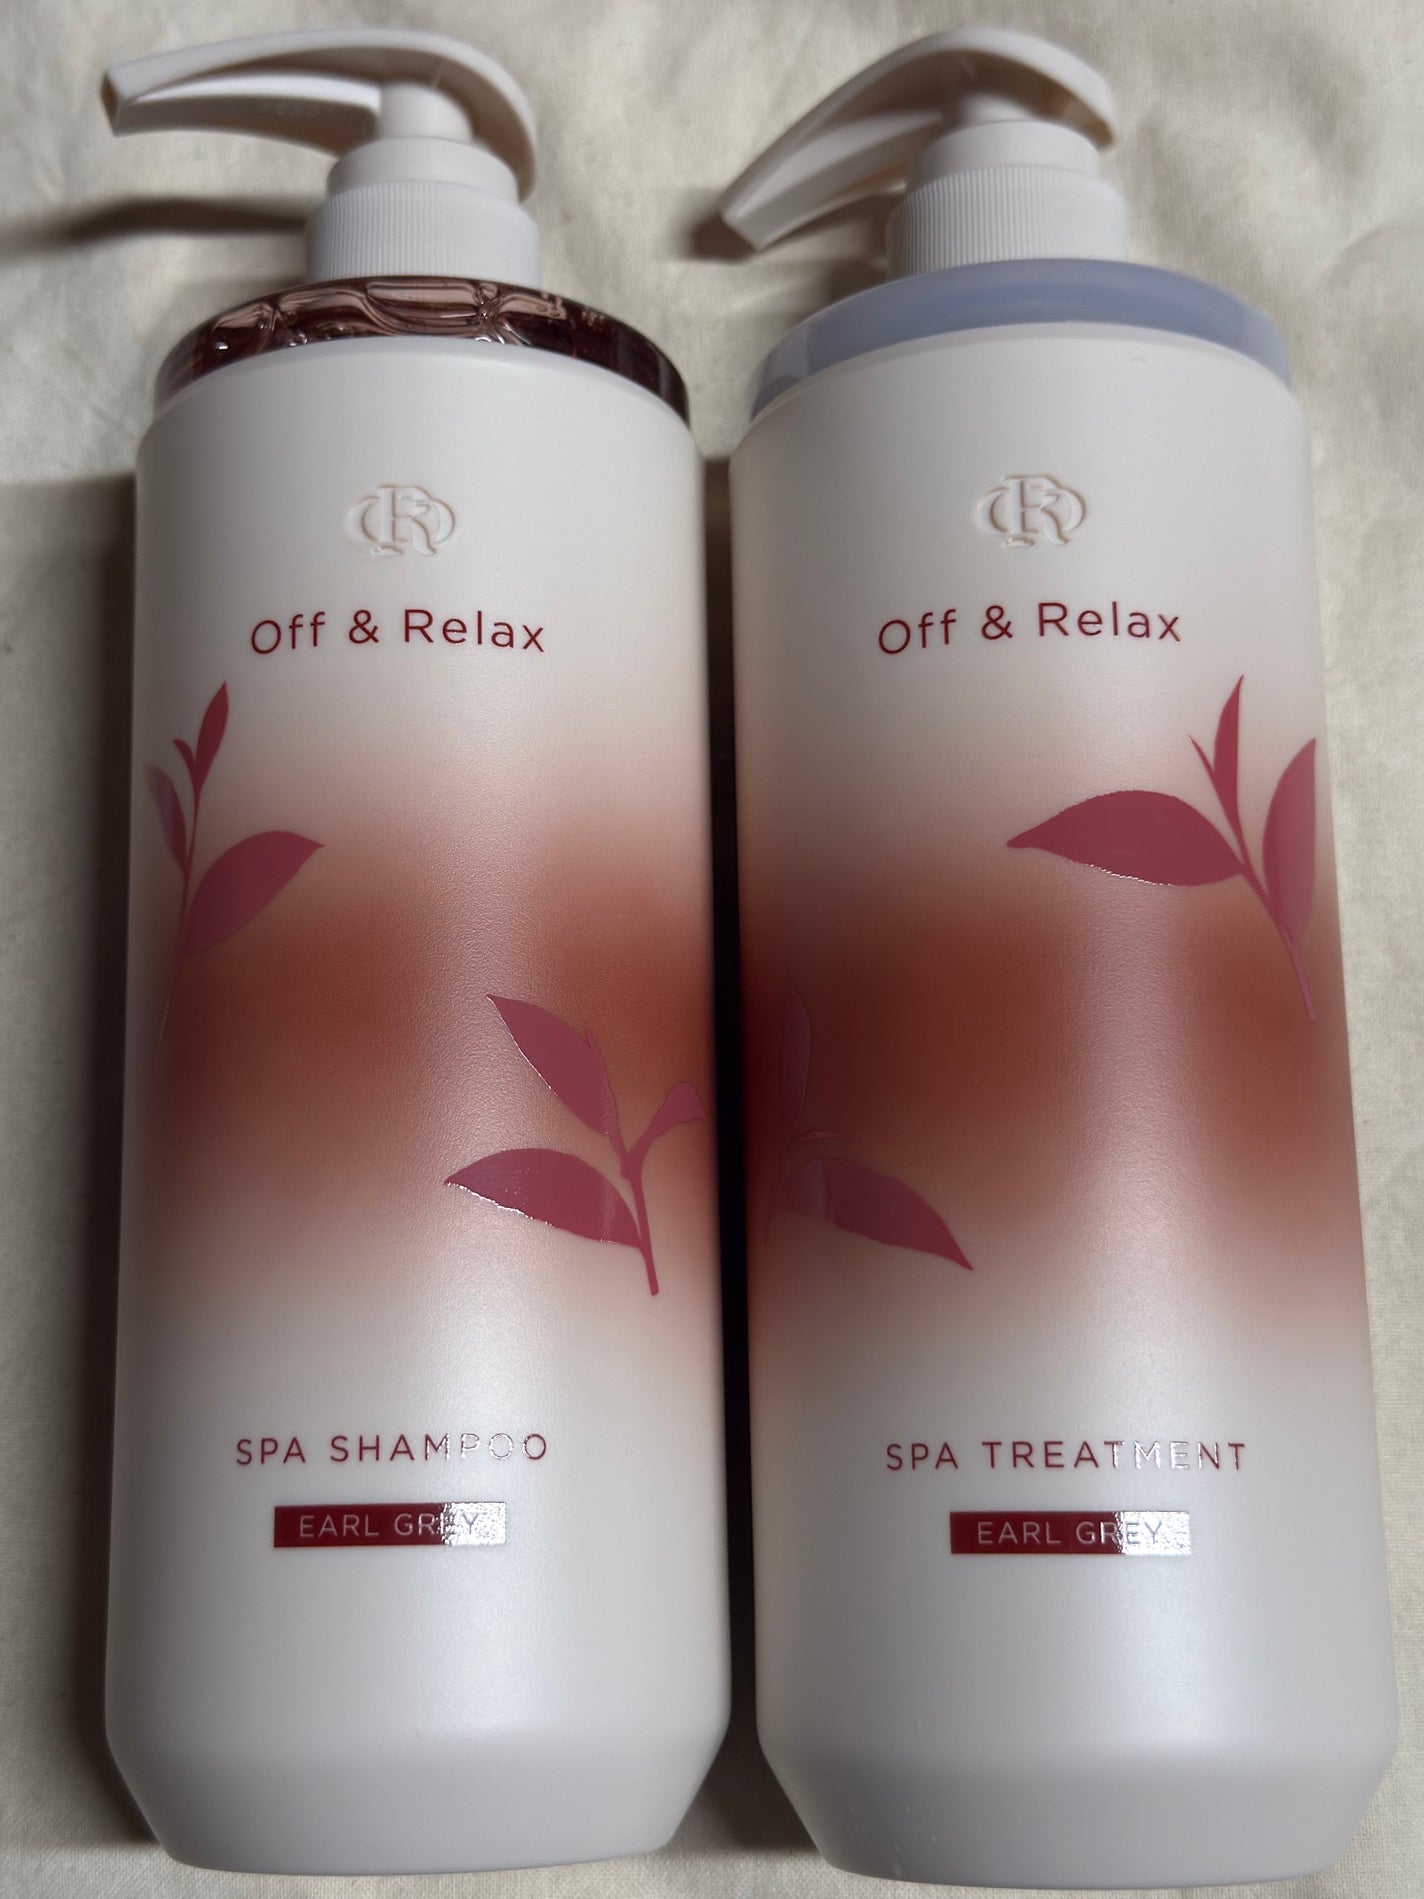 Off & Relax
SPA SHAMPOO
EARL GREY
Off & Relax
SPA TREATMENT
EARL GREY